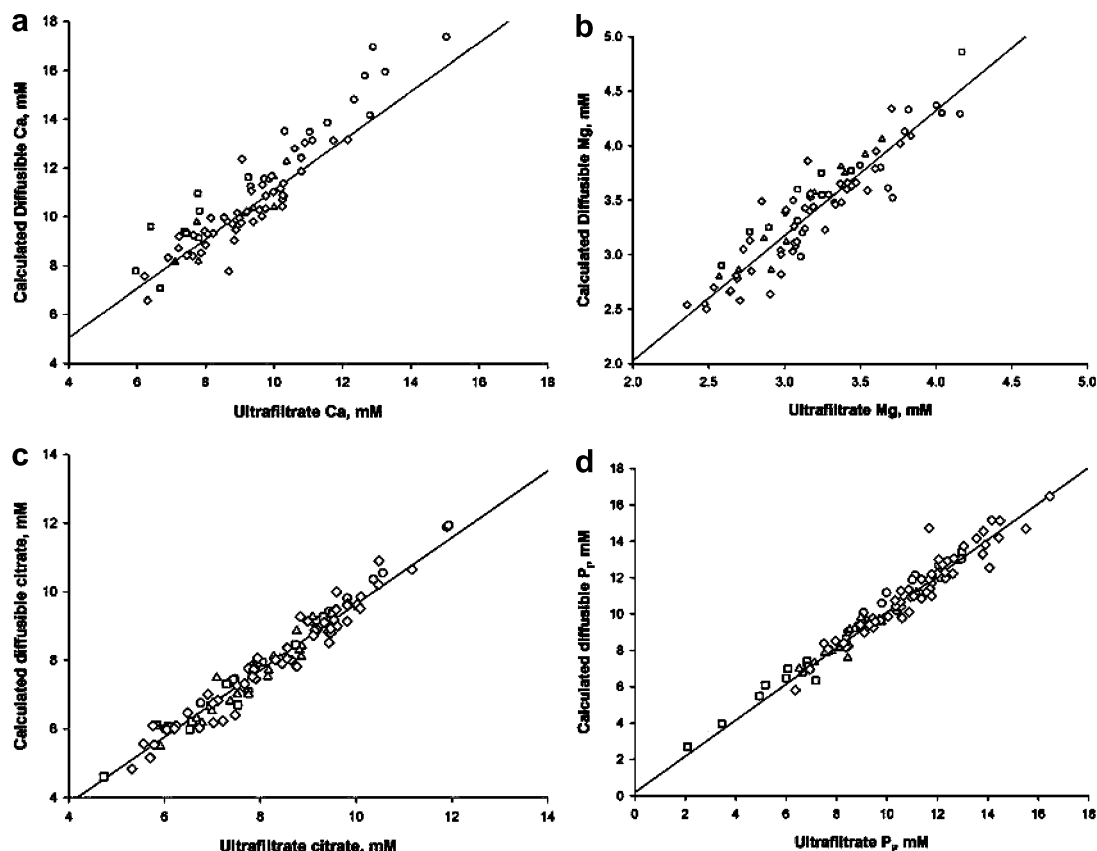 a
Calculated Diffusible Ca, mM
18
16
14
12
10
8
6
4
4 6 8 10 12 14 16 18
Ultrafiltrate Ca, mM
b
Calculated Diffusible Mg, mM
5.0
4.5
4.0
3.5
3.0
2.5
2.0
2.0 2.5 3.0 3.5 4.0 4.5 5.0
Ultrafiltrate Mg, mM
c
Calculated diffusible citrate, mM
14
12
10
8
6
4
4 6 8 10 12 14
Ultrafiltrate citrate, mM
d
Calculated diffusible Pi, mM
18
16
14
12
10
8
6
4
2
0
0 2 4 6 8 10 12 14 16 18
Ultrafiltrate Pi, mM